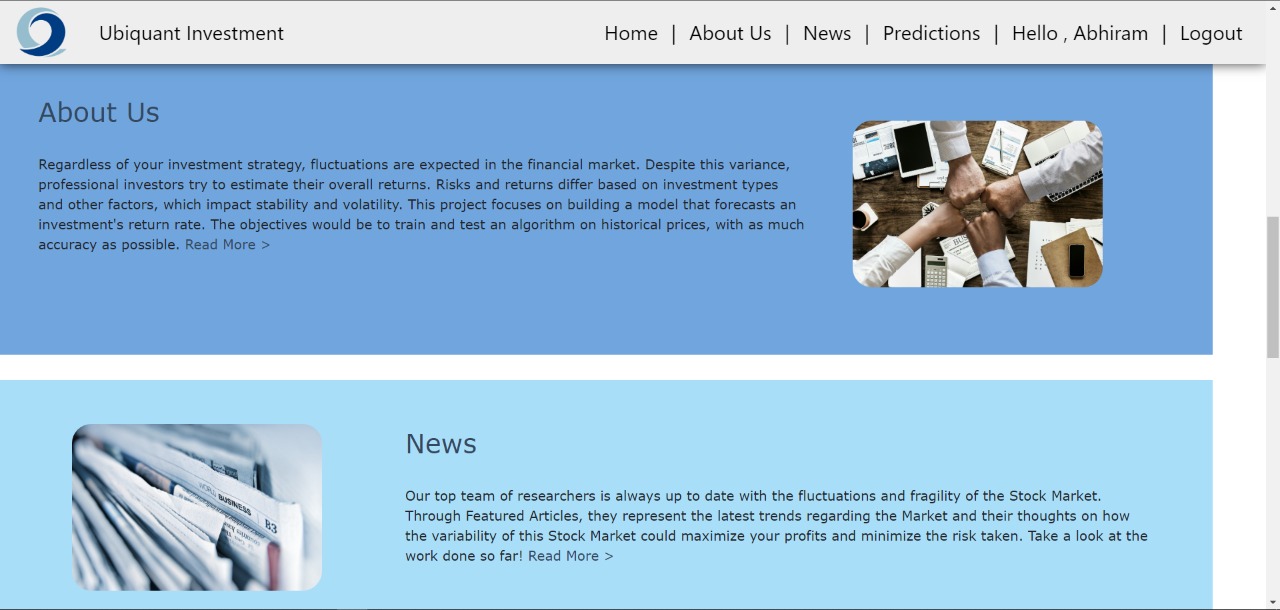 Ubiquant Investment
Home | About Us | News | Predictions | Hello , Abhiram | Logout
About Us
Regardless of your investment strategy, fluctuations are expected in the financial market. Despite this variance,
professional investors try to estimate their overall returns. Risks and returns differ based on investment types
and other factors, which impact stability and volatility. This project focuses on building a model that forecasts an
investment's return rate. The objectives would be to train and test an algorithm on historical prices, with as much
accuracy as possible. Read More >
News
Our top team of researchers is always up to date with the fluctuations and fragility of the Stock Market.
Through Featured Articles, they represent the latest trends regarding the Market and their thoughts on how
the variability of this Stock Market could maximize your profits and minimize the risk taken. Take a look at the
work done so far! Read More >
WORLD BUSINESS
B3